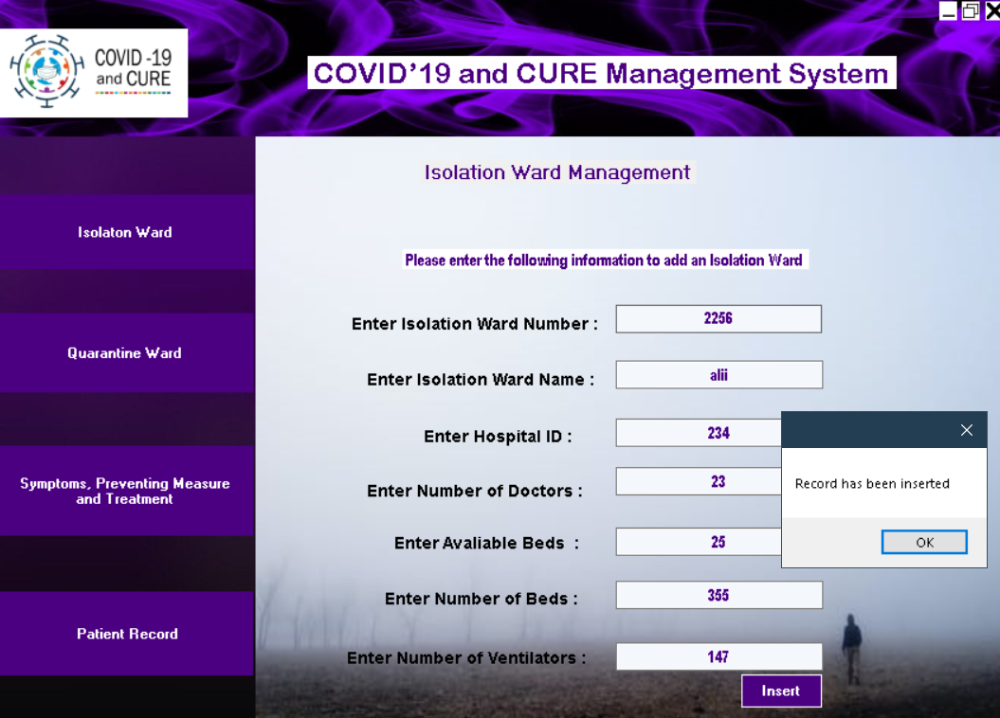 COVID -19
and CURE
COVID'19 and CURE Management System
Isolation Ward Management
Isolaton Ward
Please enter the following information to add an Isolation Ward
Enter Isolation Ward Number : 2256
Quarantine Ward
Enter Isolation Ward Name : alii
Enter Hospital ID : 234
Symptoms, Preventing Measure
and Treatment
Enter Number of Doctors : 23
Record has been inserted
Enter Avaliable Beds : 25
OK
Enter Number of Beds : 355
Patient Record
Enter Number of Ventilators : 147
Insert